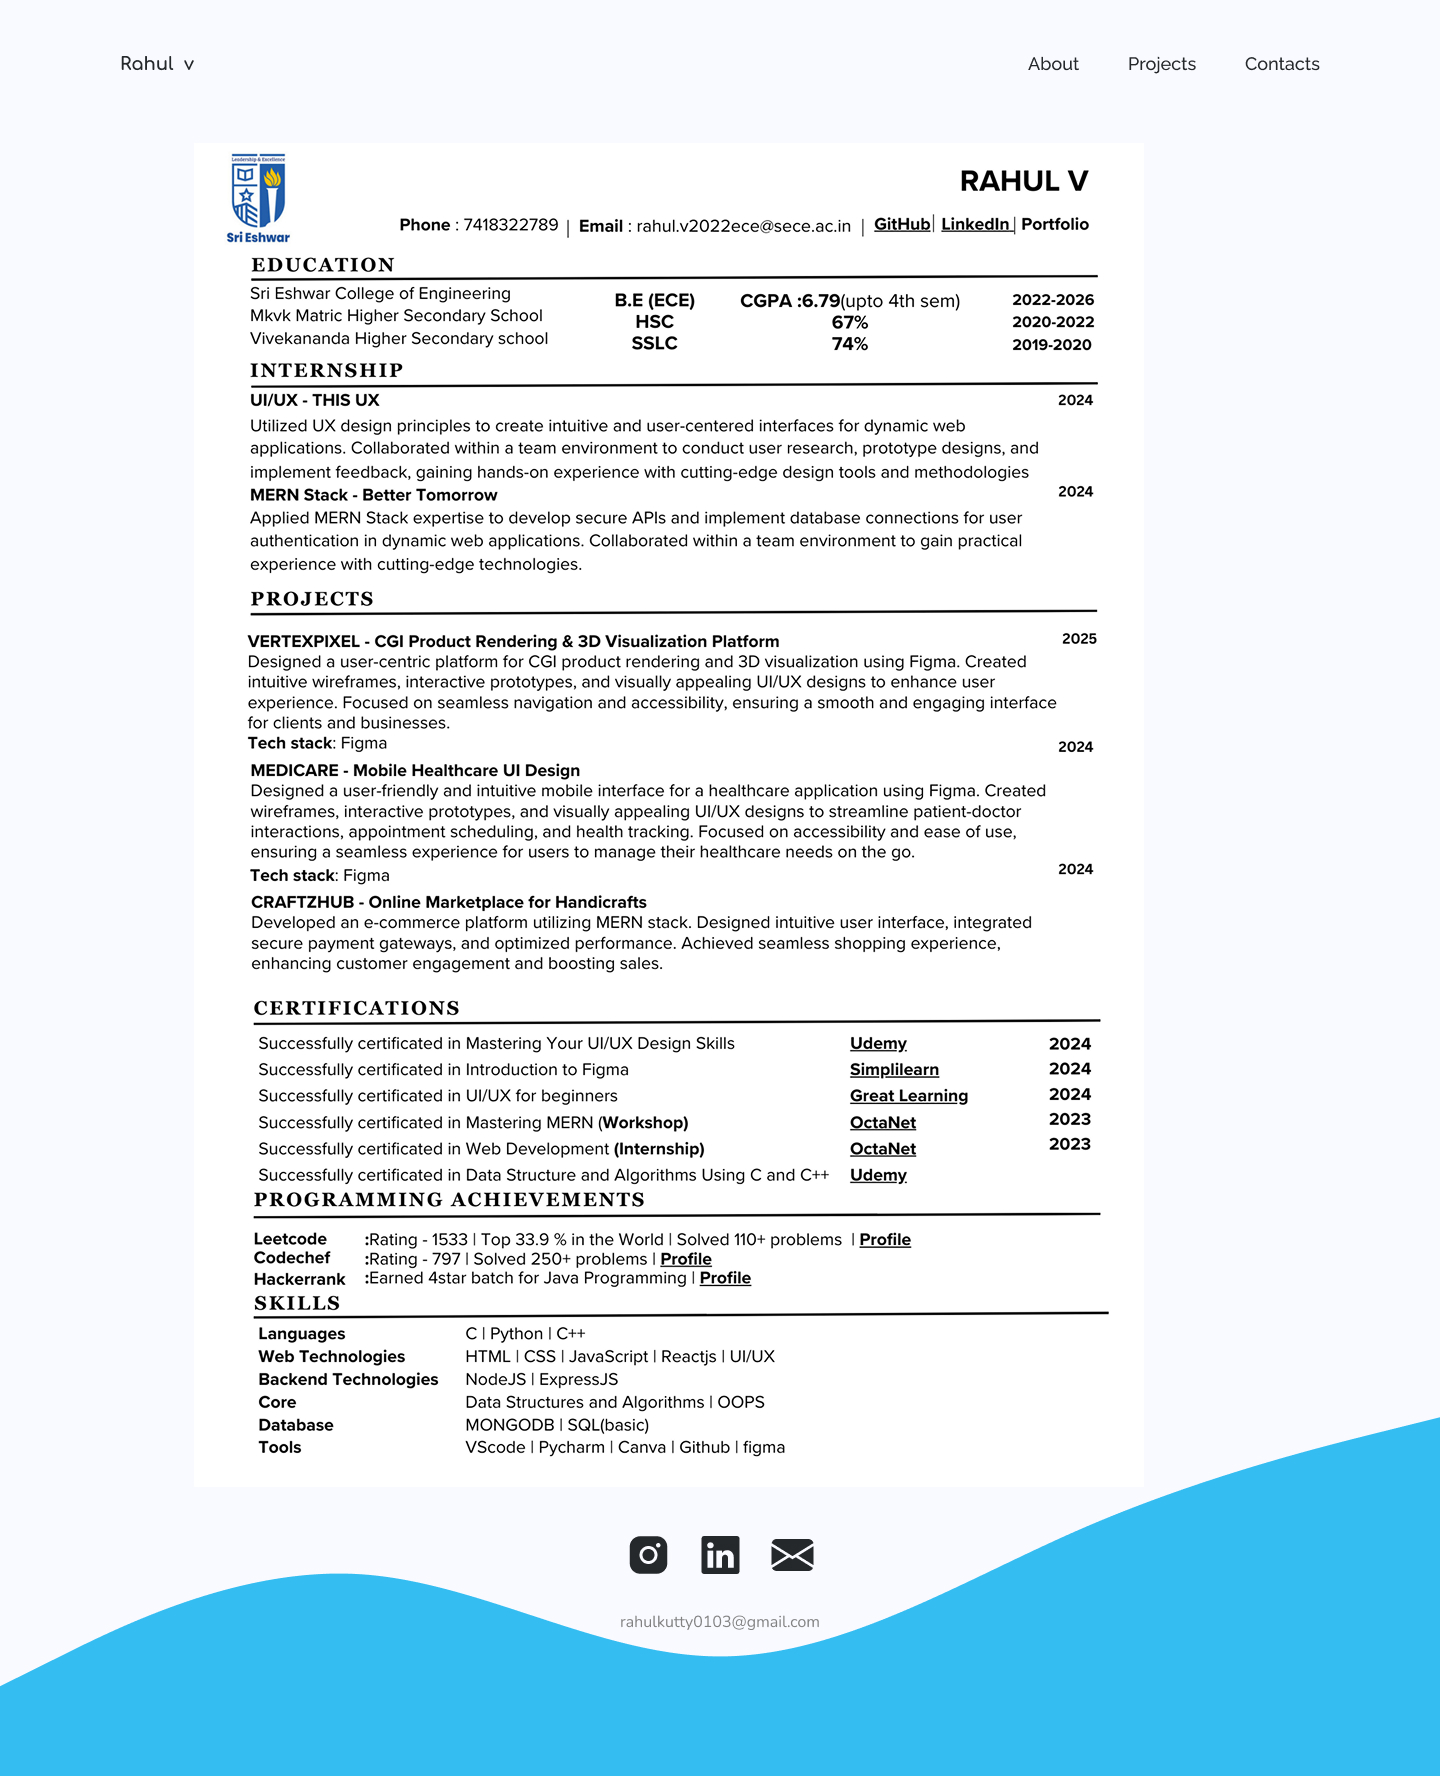 Rahul v
About Projects Contacts
Leadership & Excellence
Sri Eshwar
RAHUL V
Phone : 7418322789 | Email : rahul.v2022ece@sece.ac.in | GitHub| LinkedIn | Portfolio
EDUCATION
Sri Eshwar College of Engineering B.E (ECE) CGPA :6.79(upto 4th sem) 2022-2026
Mkvk Matric Higher Secondary School HSC 67% 2020-2022
Vivekananda Higher Secondary school SSLC 74% 2019-2020
INTERNSHIP
UI/UX - THIS UX 2024
Utilized UX design principles to create intuitive and user-centered interfaces for dynamic web
applications. Collaborated within a team environment to conduct user research, prototype designs, and
implement feedback, gaining hands-on experience with cutting-edge design tools and methodologies
MERN Stack - Better Tomorrow 2024
Applied MERN Stack expertise to develop secure APIs and implement database connections for user
authentication in dynamic web applications. Collaborated within a team environment to gain practical
experience with cutting-edge technologies.
PROJECTS
VERTEXPIXEL - CGI Product Rendering & 3D Visualization Platform 2025
Designed a user-centric platform for CGI product rendering and 3D visualization using Figma. Created
intuitive wireframes, interactive prototypes, and visually appealing UI/UX designs to enhance user
experience. Focused on seamless navigation and accessibility, ensuring a smooth and engaging interface
for clients and businesses.
Tech stack: Figma
2024
MEDICARE - Mobile Healthcare UI Design
Designed a user-friendly and intuitive mobile interface for a healthcare application using Figma. Created
wireframes, interactive prototypes, and visually appealing UI/UX designs to streamline patient-doctor
interactions, appointment scheduling, and health tracking. Focused on accessibility and ease of use,
ensuring a seamless experience for users to manage their healthcare needs on the go.
Tech stack: Figma 2024
CRAFTZHUB - Online Marketplace for Handicrafts
Developed an e-commerce platform utilizing MERN stack. Designed intuitive user interface, integrated
secure payment gateways, and optimized performance. Achieved seamless shopping experience,
enhancing customer engagement and boosting sales.
CERTIFICATIONS
Successfully certificated in Mastering Your UI/UX Design Skills Udemy 2024
Successfully certificated in Introduction to Figma Simplilearn 2024
Successfully certificated in UI/UX for beginners Great Learning 2024
Successfully certificated in Mastering MERN (Workshop) OctaNet 2023
Successfully certificated in Web Development (Internship) OctaNet 2023
Successfully certificated in Data Structure and Algorithms Using C and C++ Udemy
PROGRAMMING ACHIEVEMENTS
Leetcode :Rating - 1533 | Top 33.9 % in the World | Solved 110+ problems | Profile
Codechef :Rating - 797 | Solved 250+ problems | Profile
Hackerrank :Earned 4star batch for Java Programming | Profile
SKILLS
Languages C | Python | C++
Web Technologies HTML | CSS | JavaScript | Reactjs | UI/UX
Backend Technologies NodeJS | ExpressJS
Core Data Structures and Algorithms | OOPS
Database MONGODB | SQL(basic)
Tools VScode | Pycharm | Canva | Github | figma
in
rahulkutty0103@gmail.com